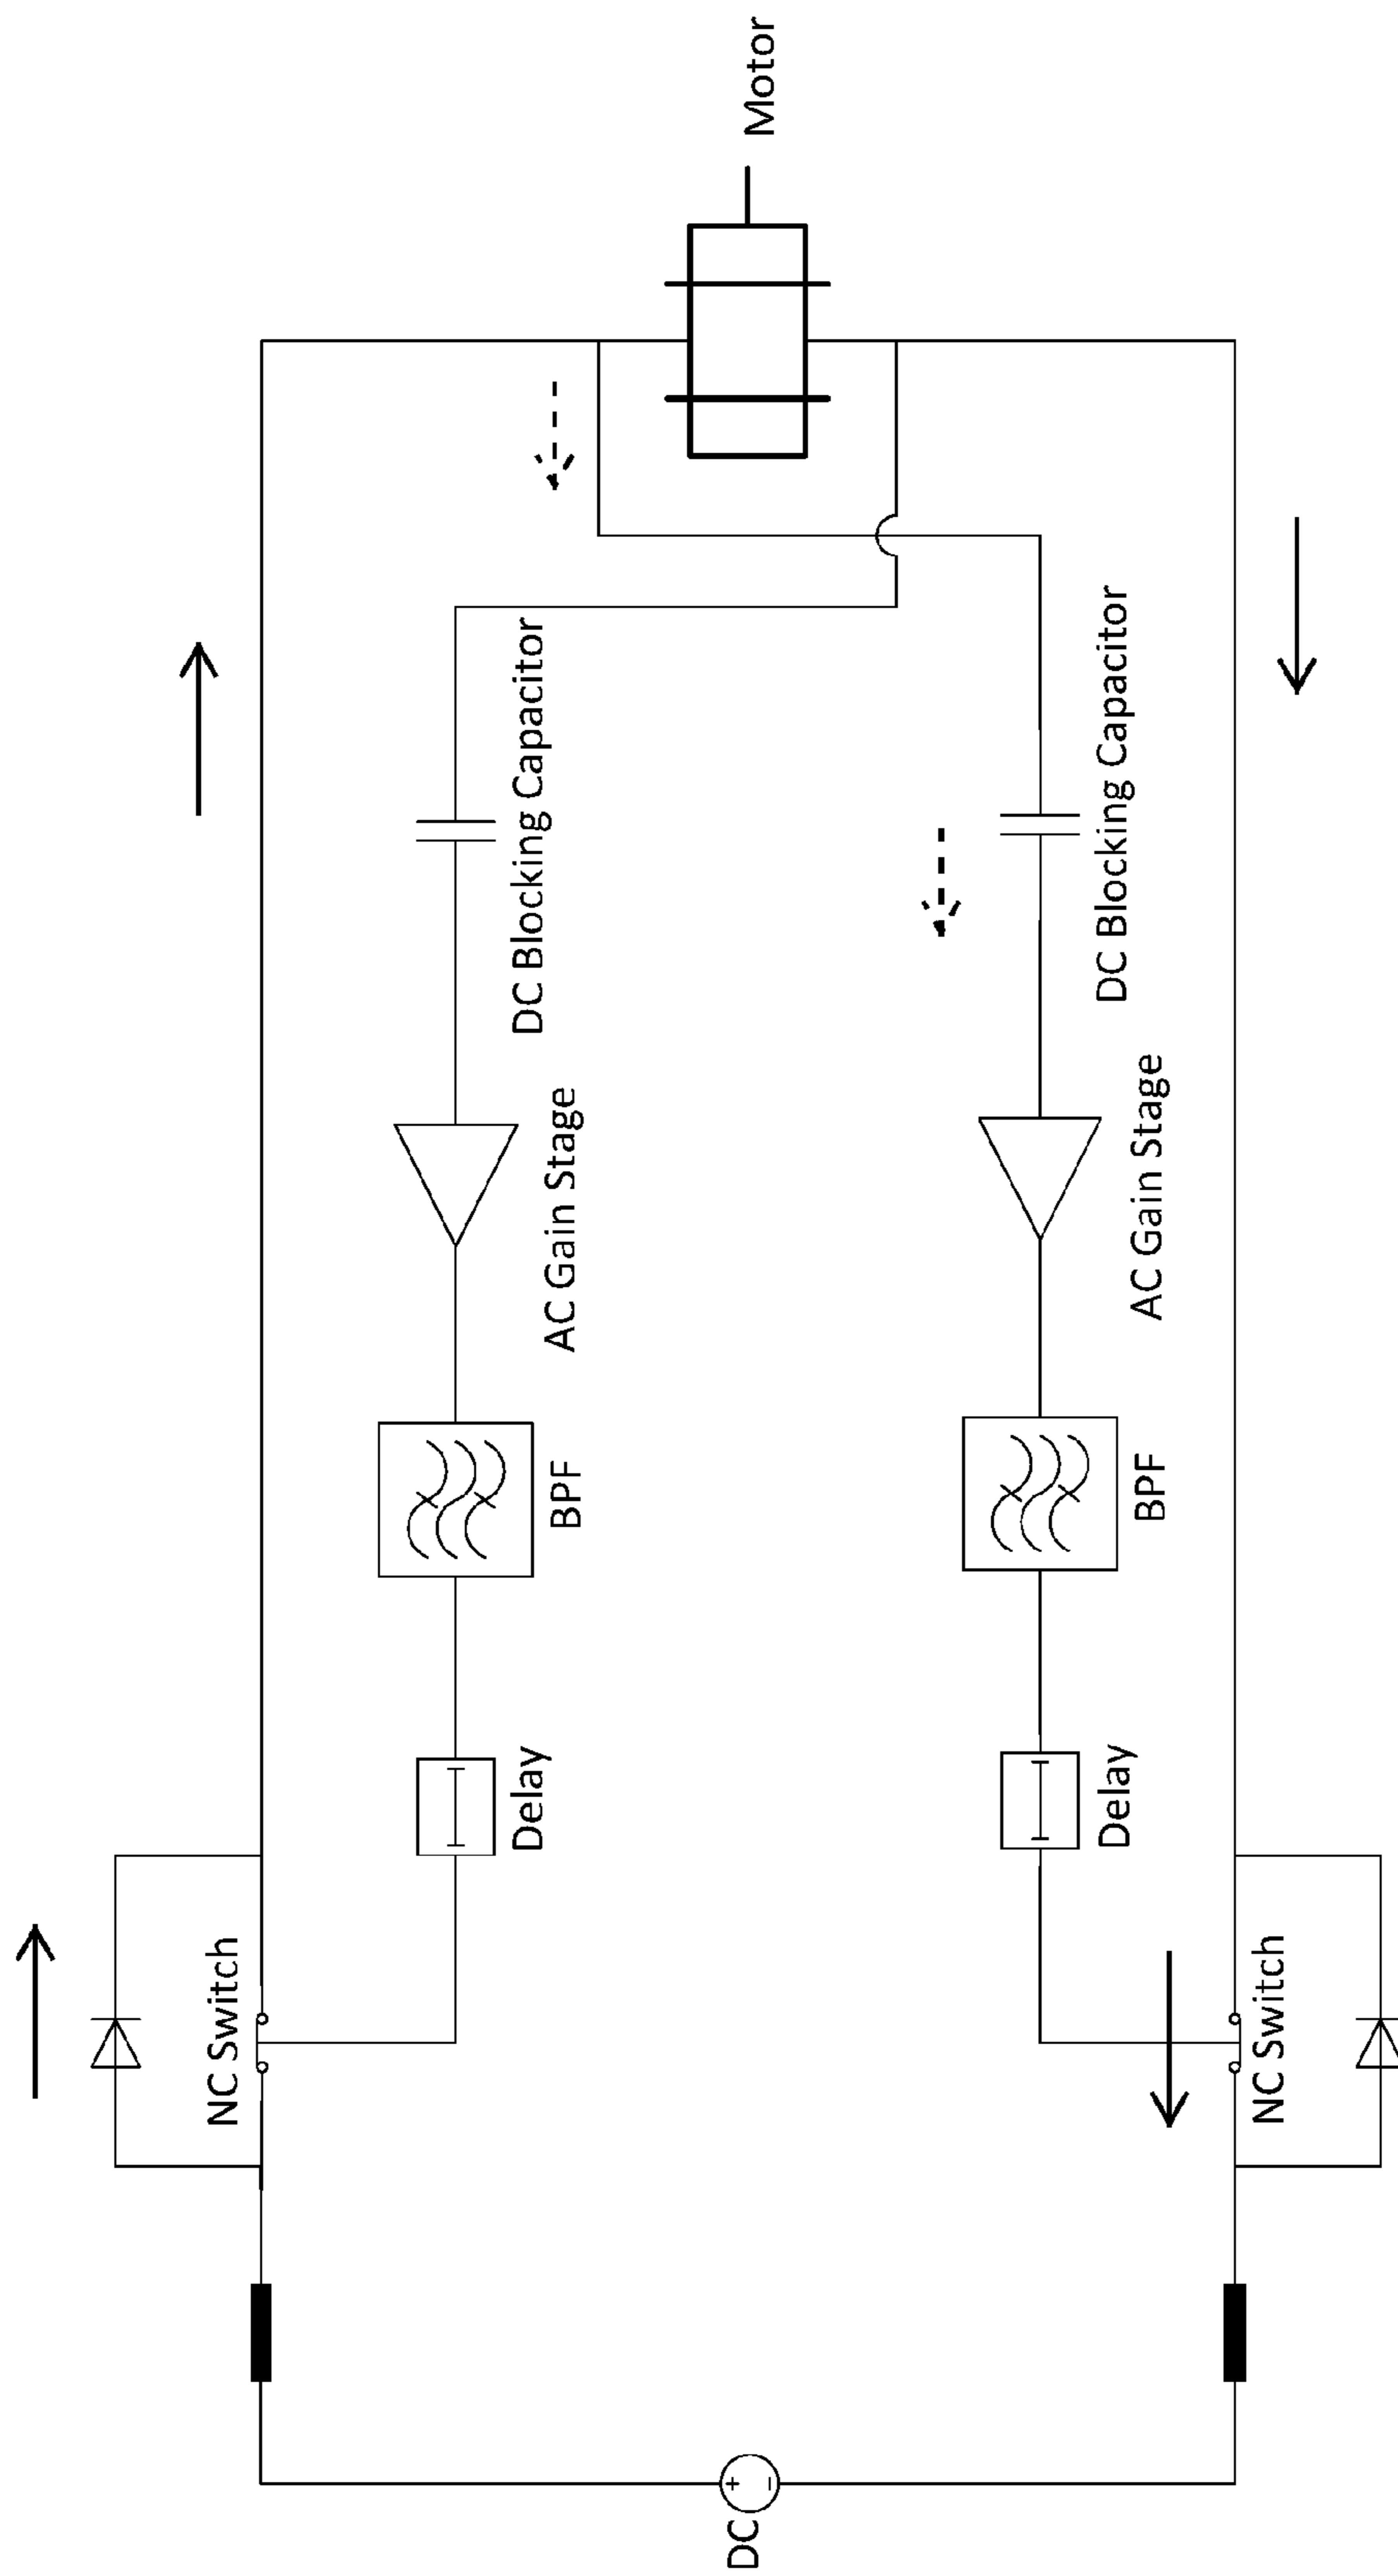 NC Switch
Delay
BPF
AC Gain Stage
DC Blocking Capacitor
DC
+
−
Motor
Delay
BPF
AC Gain Stage
DC Blocking Capacitor
NC Switch